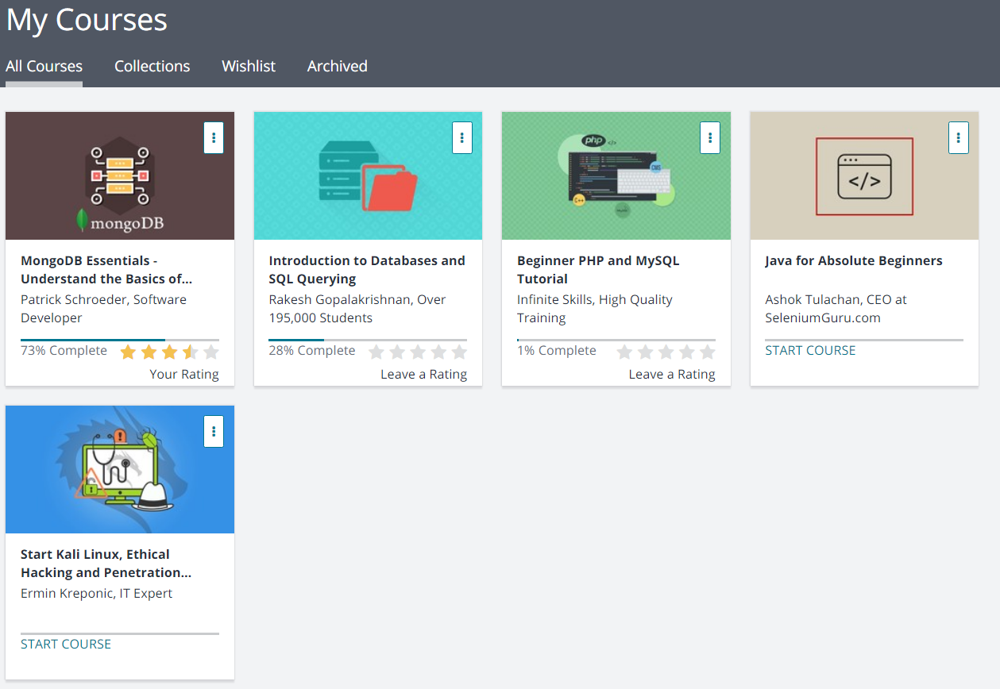 My Courses
All Courses
Collections
Wishlist
Archived
mongoDB
MongoDB Essentials -
Understand the Basics of...
Patrick Schroeder, Software
Developer
73% Complete
Your Rating
Introduction to Databases and
SQL Querying
Rakesh Gopalakrishnan, Over
195,000 Students
28% Complete
Leave a Rating
php
</>
CMS
C++
Beginner PHP and MySQL
Tutorial
Infinite Skills, High Quality
Training
1% Complete
Leave a Rating
</>
Java for Absolute Beginners
Ashok Tulachan, CEO at
SeleniumGuru.com
START COURSE
Start Kali Linux, Ethical
Hacking and Penetration...
Ermin Kreponic, IT Expert
START COURSE